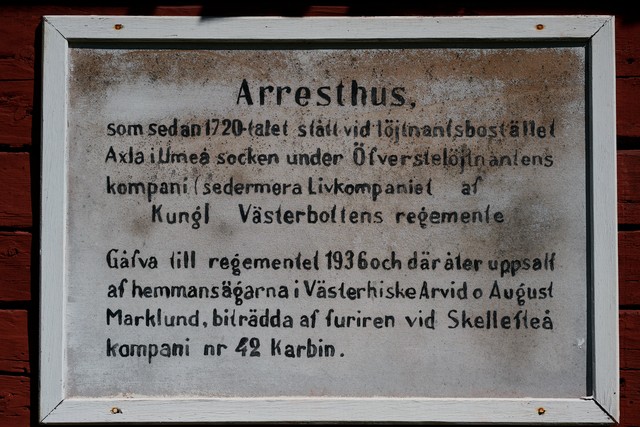 Arresthus,
som sedan 1720-talet stått vid löjtnantsbostället
Axla i Umeå socken under Öfverstelöjtnantens
kompani (sedermera Livkompaniet af
Kungl Västerbottens regemente
Gåfva till regementet 1936 och där åter uppsatt
af hemmansägarna i Västerhiske Arvid o August
Marklund, biträdda af furiren vid Skellefteå
kompani nr 42 Karbin.